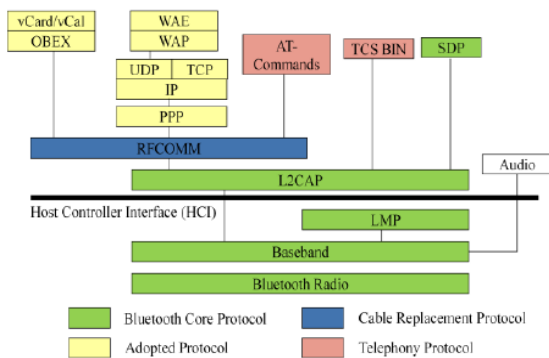 vCard/vCal
OBEX
WAE
WAP
UDP
TCP
IP
PPP
AT-
Commands
TCS BIN
SDP
RFCOMM
Audio
L2CAP
Host Controller Interface (HCI)
LMP
Baseband
Bluetooth Radio
Bluetooth Core Protocol
Cable Replacement Protocol
Adopted Protocol
Telephony Protocol